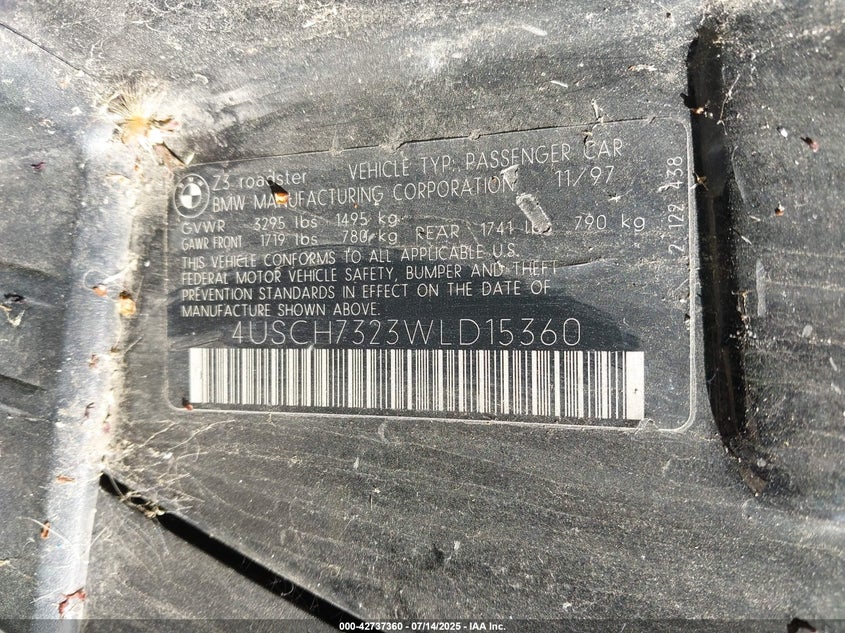 BMW
Z3 roadster VEHICLE TYP: PASSENGER CAR
BMW MANUFACTURING CORPORATION 11/97
GVWR 3295 lbs 1495 kg
GAWR FRONT 1719 lbs 780 kg REAR 1741 790 kg
THIS VEHICLE CONFORMS TO ALL APPLICABLE U.S.
FEDERAL MOTOR VEHICLE SAFETY, BUMPER AND THEFT
PREVENTION STANDARDS IN EFFECT ON THE DATE OF
MANUFACTURE SHOWN ABOVE.
4USCH7323WLD15360
2 122 438
000-42737360 - 07/14/2025 - IAA Inc.